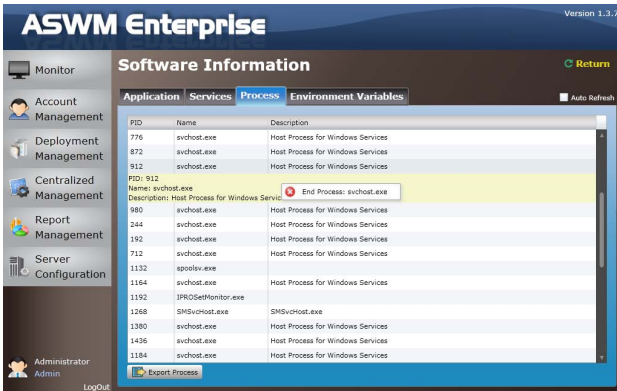 ASWM Enterprise
Version 1.3.7
Monitor
Account
Management
Deployment
Management
Centralized
Management
Report
Management
Server
Configuration
Administrator
Admin
LogOut
Software Information
Return
Application Services Process Environment Variables
Auto Refresh
PID Name Description
776 svchost.exe Host Process for Windows Services
872 svchost.exe Host Process for Windows Services
912 svchost.exe Host Process for Windows Services
PID: 912
Name: svchost.exe
Description: Host Process for Windows Servic
End Process: svchost.exe
980 svchost.exe Host Process for Windows Services
244 svchost.exe Host Process for Windows Services
192 svchost.exe Host Process for Windows Services
712 svchost.exe Host Process for Windows Services
1132 spoolsv.exe
1164 svchost.exe Host Process for Windows Services
1192 IPROSetMonitor.exe
1268 SMSvcHost.exe SMSvcHost.exe
1380 svchost.exe Host Process for Windows Services
1436 svchost.exe Host Process for Windows Services
1184 svchost.exe Host Process for Windows Services
Export Process